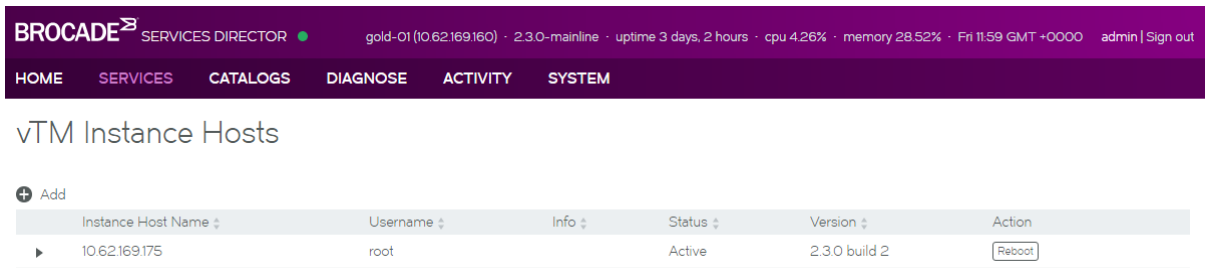 BROCADE SERVICES DIRECTOR gold-01 (10.62.169.160) · 2.3.0-mainline · uptime 3 days, 2 hours · cpu 4.26% · memory 28.52% · Fri 11:59 GMT +0000 admin | Sign out
HOME SERVICES CATALOGS DIAGNOSE ACTIVITY SYSTEM
vTM Instance Hosts
Add
Instance Host Name Username Info Status Version Action
10.62.169.175 root Active 2.3.0 build 2 Reboot